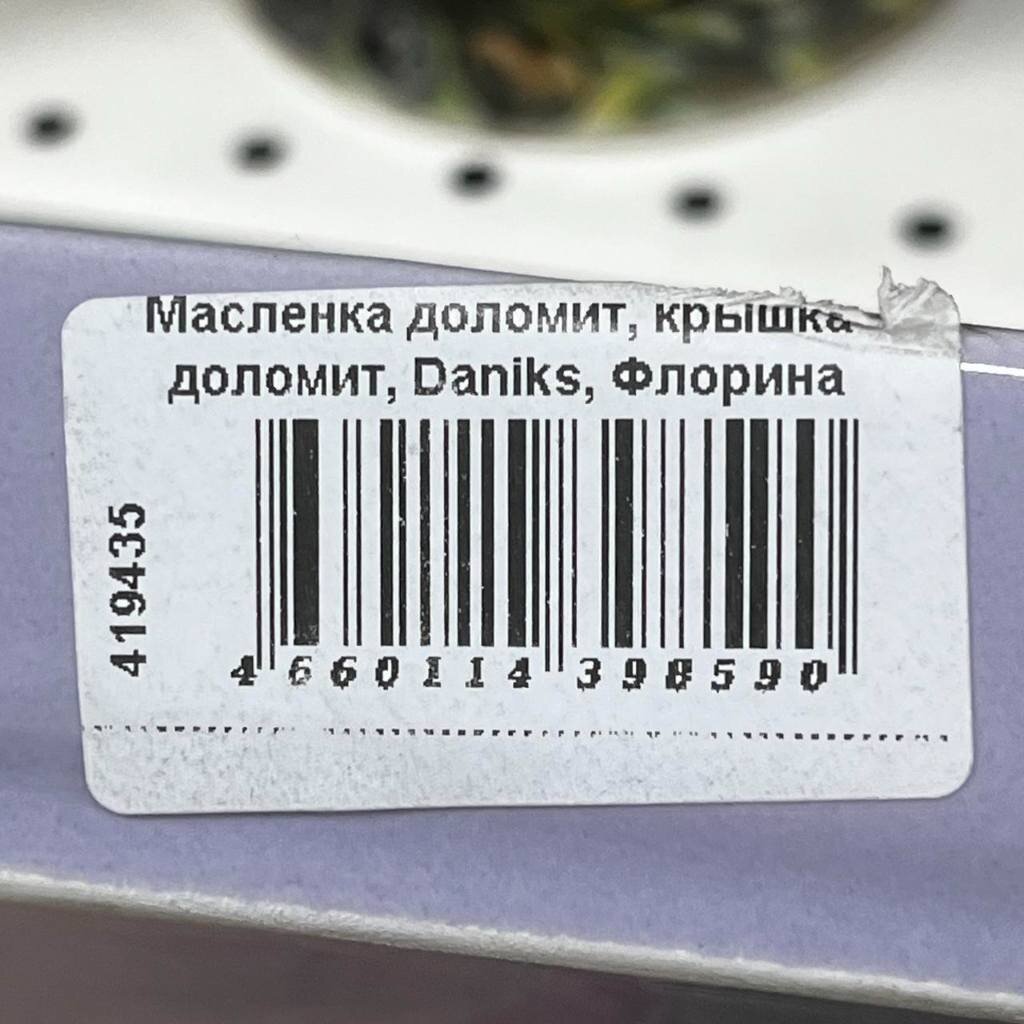 Масленка доломит, крышка
доломит, Daniks, Флорина
419435
4 660114 398590